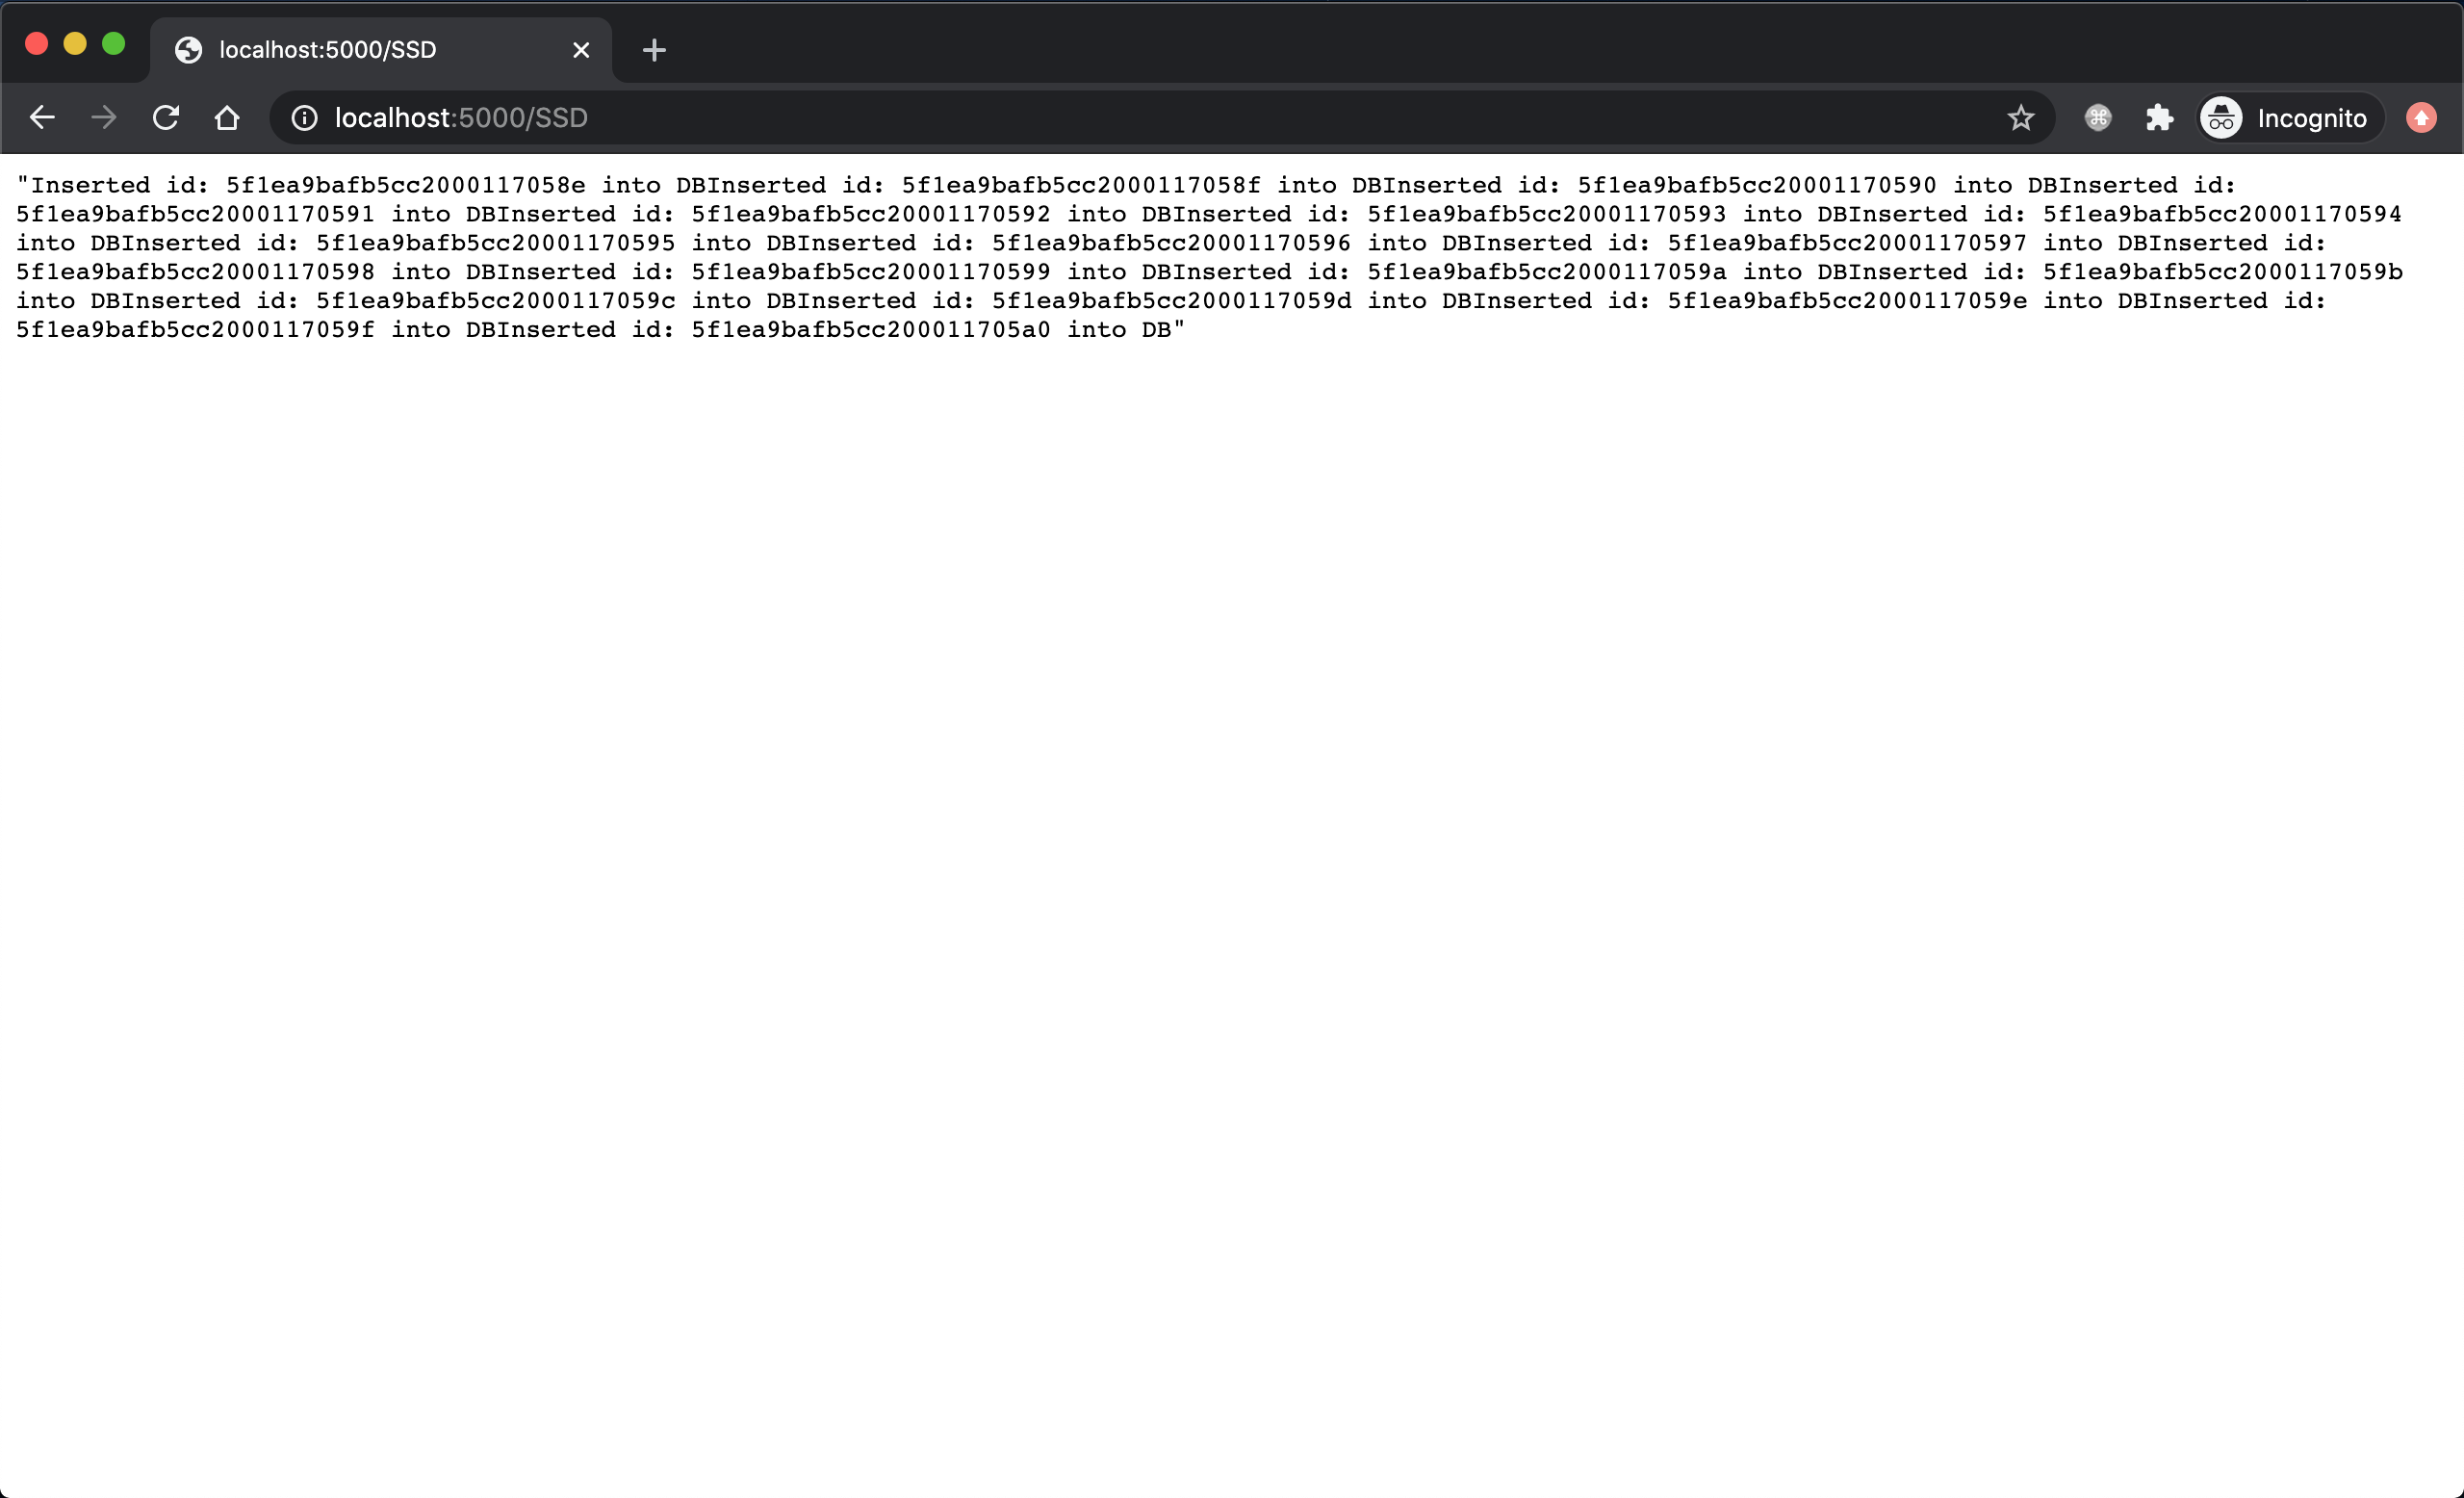 localhost:5000/SSD
localhost:5000/SSD
Incognito
"Inserted id: 5f1ea9bafb5cc2000117058e into DBInserted id: 5f1ea9bafb5cc2000117058f into DBInserted id: 5f1ea9bafb5cc20001170590 into DBInserted id:
5f1ea9bafb5cc20001170591 into DBInserted id: 5f1ea9bafb5cc20001170592 into DBInserted id: 5f1ea9bafb5cc20001170593 into DBInserted id: 5f1ea9bafb5cc20001170594
into DBInserted id: 5f1ea9bafb5cc20001170595 into DBInserted id: 5f1ea9bafb5cc20001170596 into DBInserted id: 5f1ea9bafb5cc20001170597 into DBInserted id:
5f1ea9bafb5cc20001170598 into DBInserted id: 5f1ea9bafb5cc20001170599 into DBInserted id: 5f1ea9bafb5cc2000117059a into DBInserted id: 5f1ea9bafb5cc2000117059b
into DBInserted id: 5f1ea9bafb5cc2000117059c into DBInserted id: 5f1ea9bafb5cc2000117059d into DBInserted id: 5f1ea9bafb5cc2000117059e into DBInserted id:
5f1ea9bafb5cc2000117059f into DBInserted id: 5f1ea9bafb5cc200011705a0 into DB"